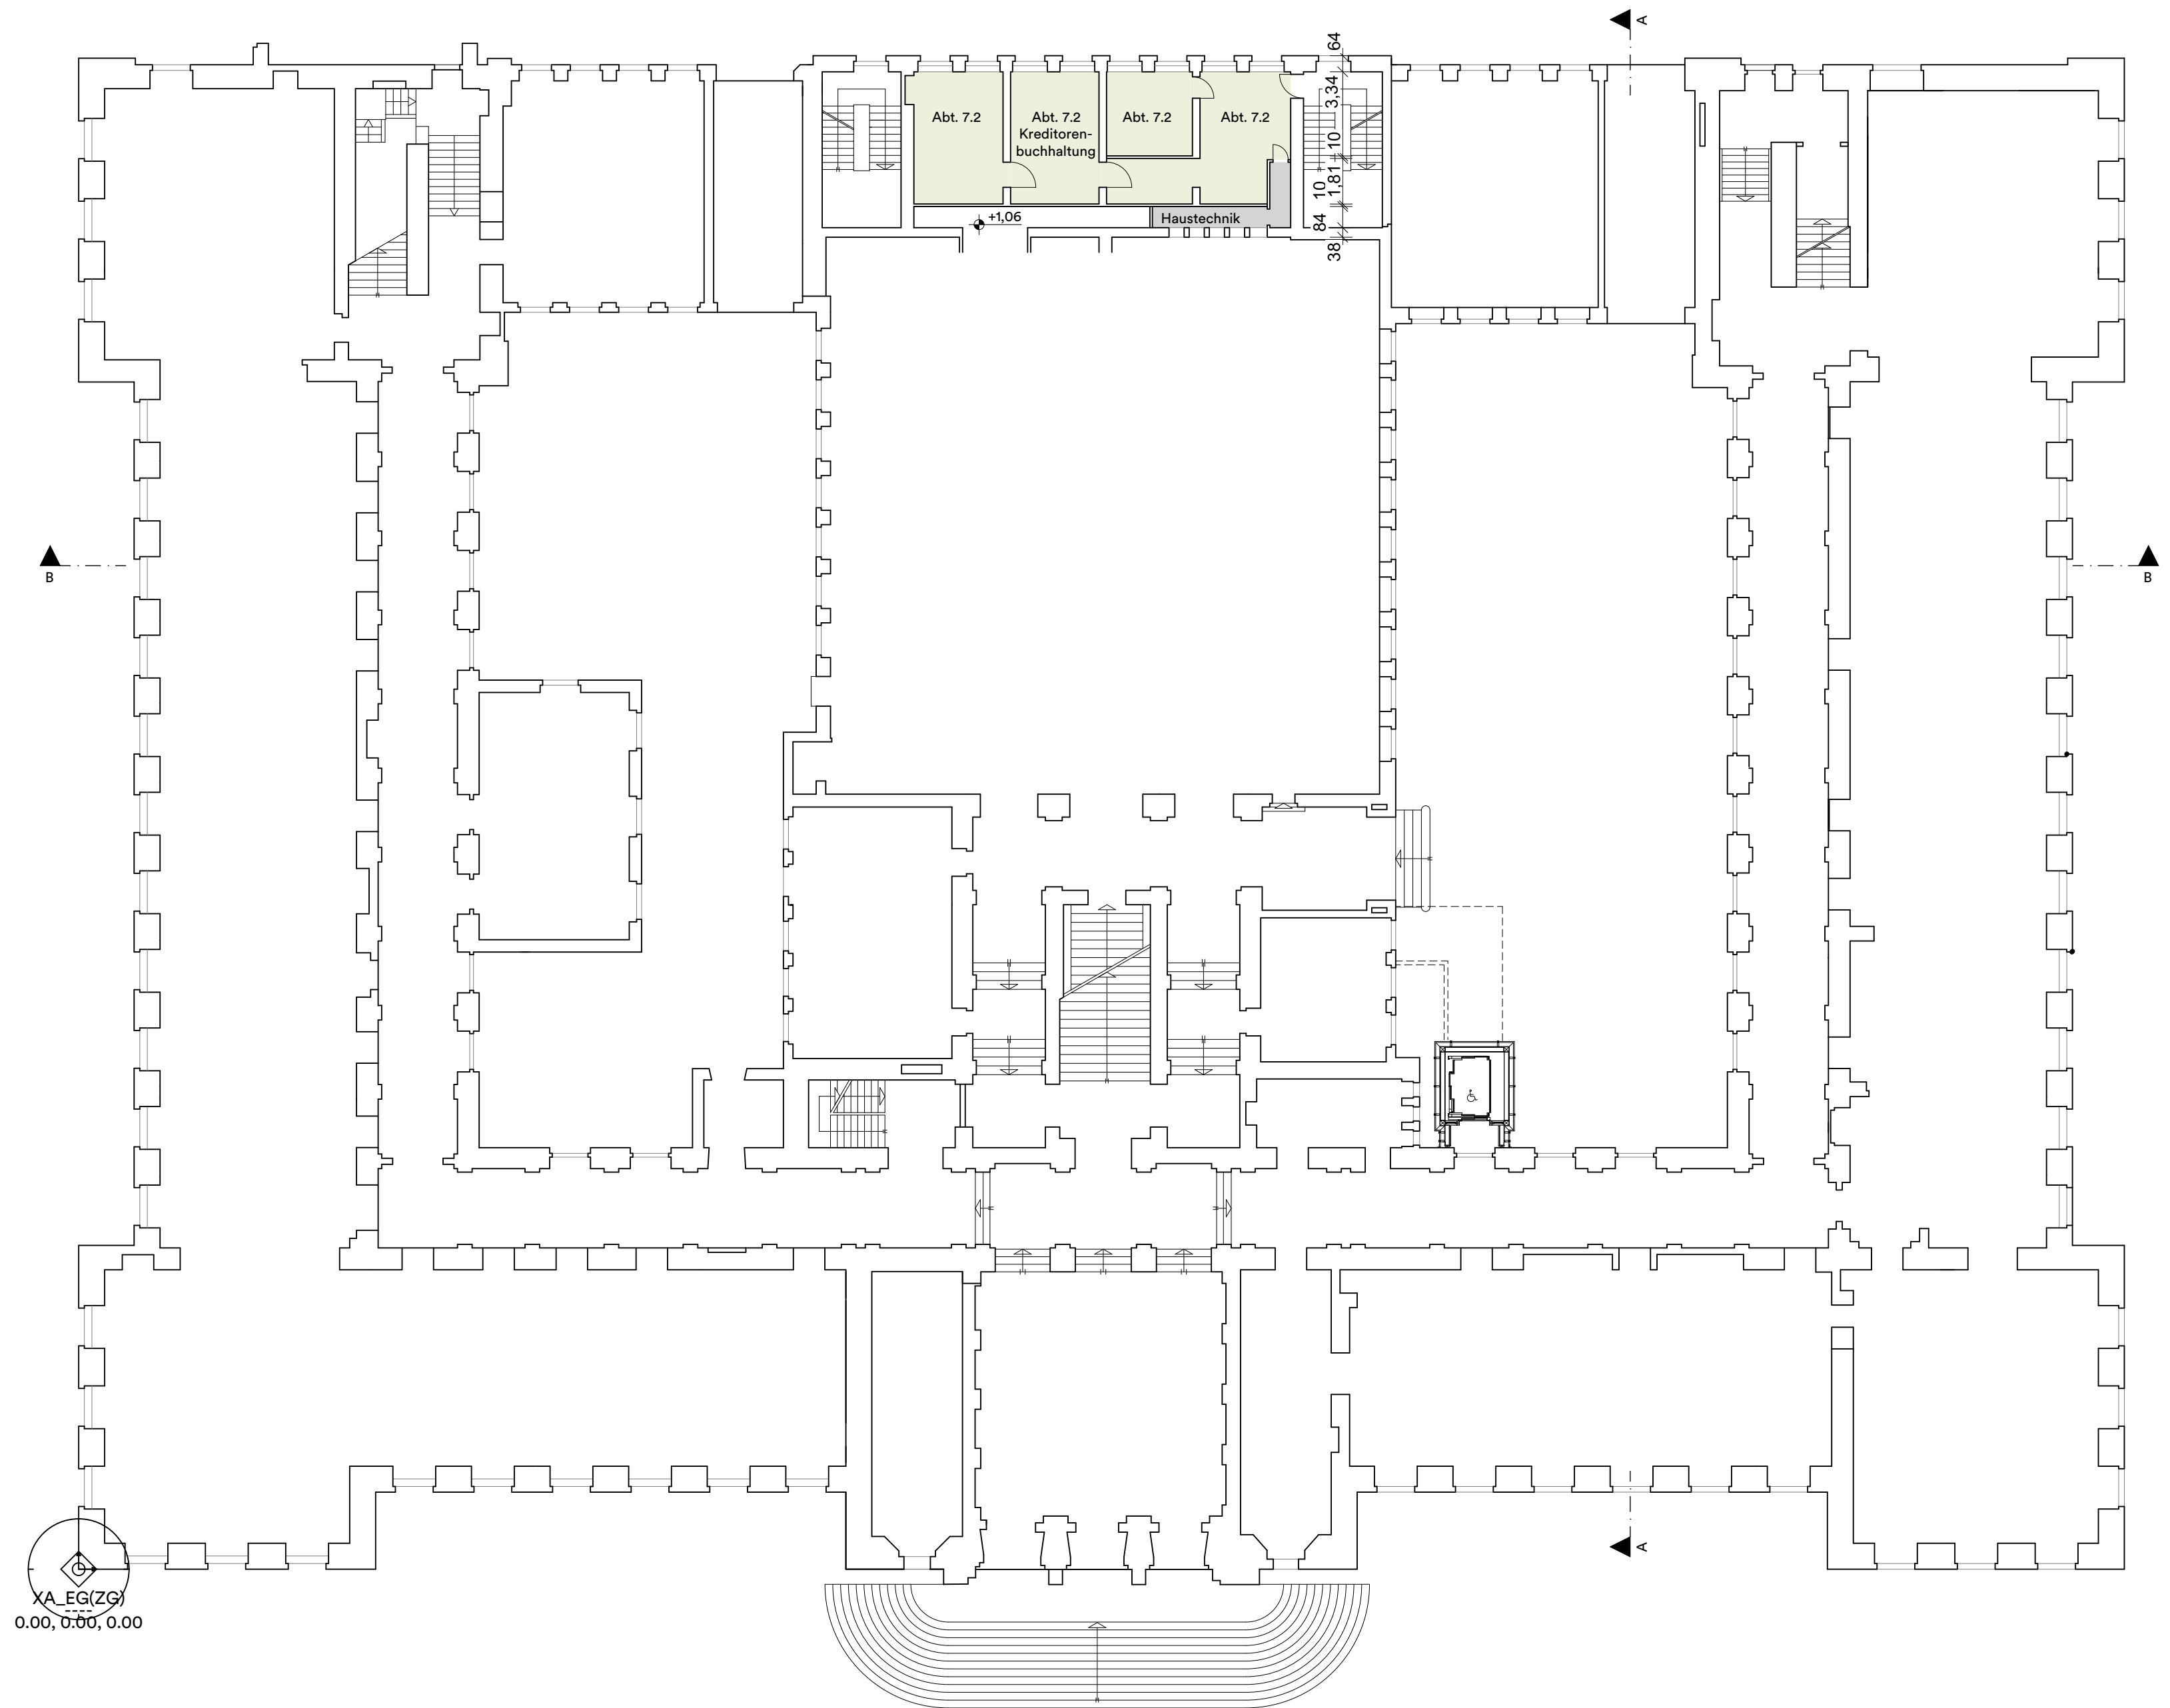 A
64
3,34
10
1,81
10
84
38
Abt. 7.2
Abt. 7.2
Kreditoren-
buchhaltung
Abt. 7.2
Abt. 7.2
+1,06
Haustechnik
B
B
A
XA_EG(ZG)
0.00, 0.00, 0.00